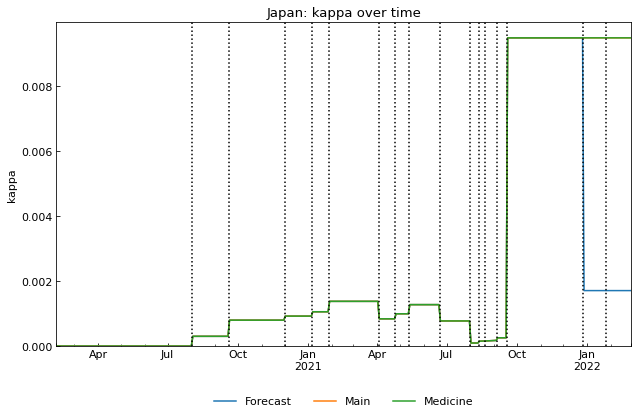 Japan: kappa over time
kappa
0.008
0.006
0.004
0.002
0.000
Apr Jul Oct Jan Apr Jul Oct Jan
2021 2022
Forecast Main Medicine